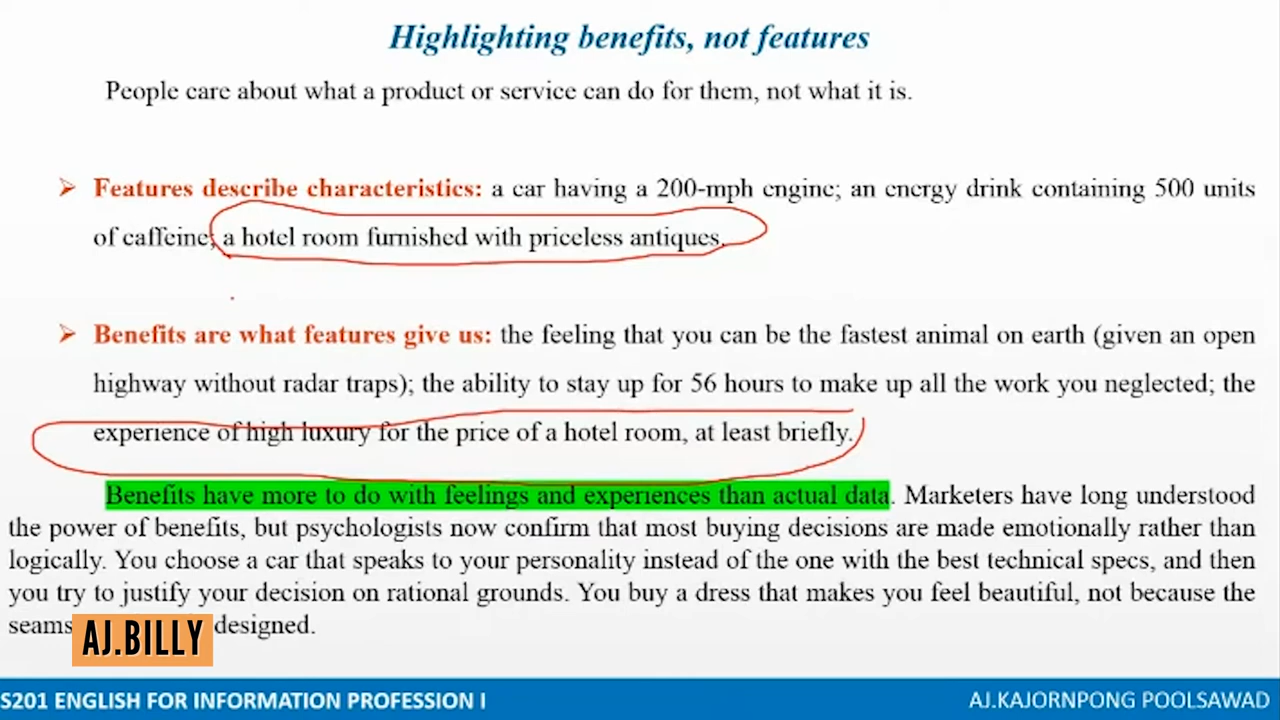 Highlighting benefits, not features
People care about what a product or service can do for them, not what it is.
➢ Features describe characteristics: a car having a 200-mph engine; an energy drink containing 500 units
of caffeine; a hotel room furnished with priceless antiques.
➢ Benefits are what features give us: the feeling that you can be the fastest animal on earth (given an open
highway without radar traps); the ability to stay up for 56 hours to make up all the work you neglected; the
experience of high luxury for the price of a hotel room, at least briefly.
Benefits have more to do with feelings and experiences than actual data. Marketers have long understood
the power of benefits, but psychologists now confirm that most buying decisions are made emotionally rather than
logically. You choose a car that speaks to your personality instead of the one with the best technical specs, and then
you try to justify your decision on rational grounds. You buy a dress that makes you feel beautiful, not because the
seams designed.
AJ.BILLY
S201 ENGLISH FOR INFORMATION PROFESSION I
AJ.KAJORNPONG POOLSAWAD